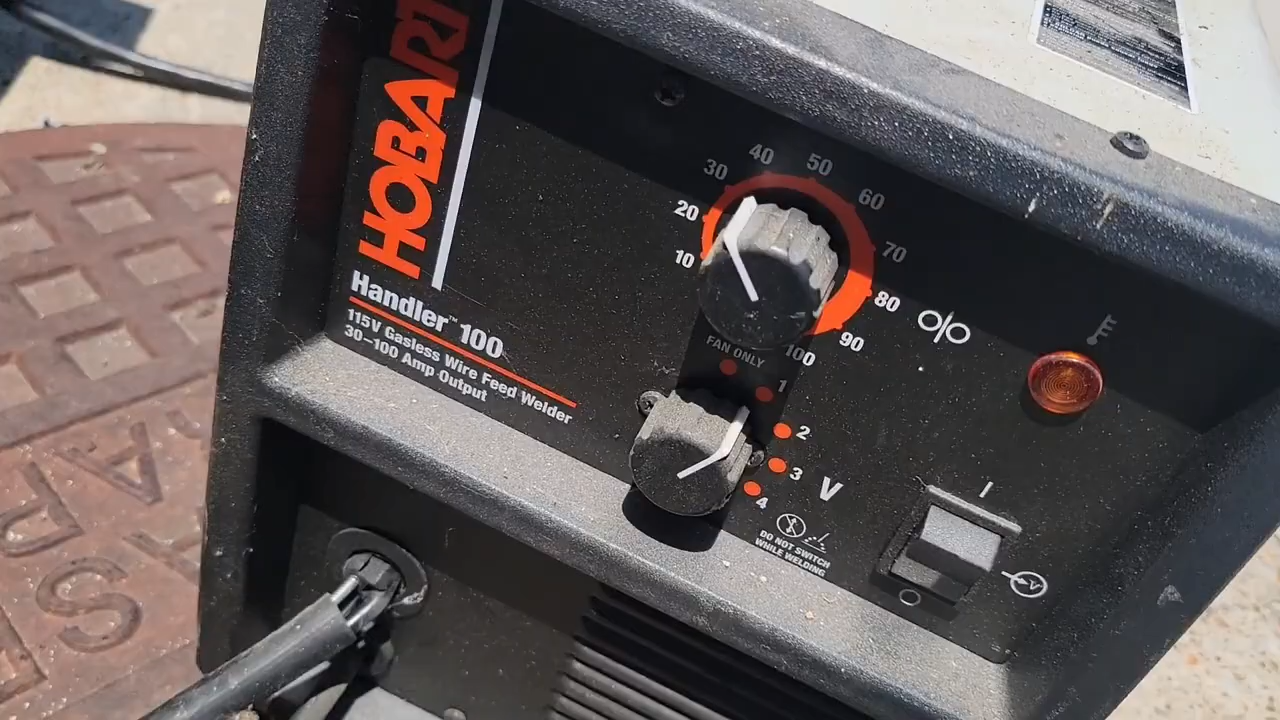 HOBART
Handler™ 100
115V Gasless Wire Feed Welder
30-100 Amp Output
10
20
30
40
50
60
70
80
90
100
FAN ONLY
1
2
3
4
V
DO NOT SWITCH
WHILE WELDING